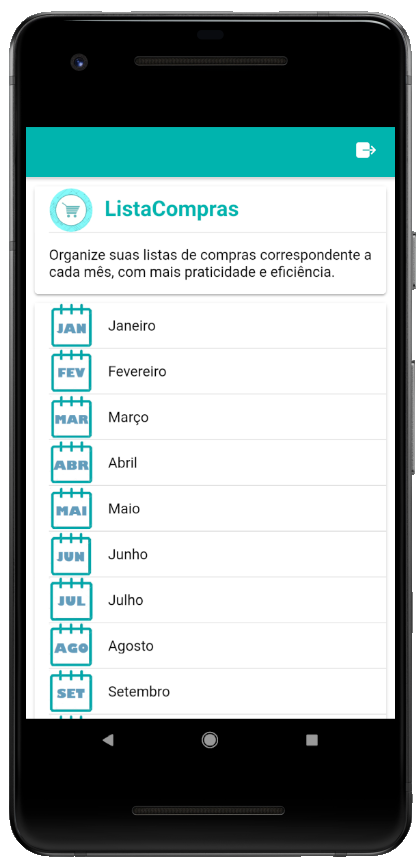 ListaCompras
Organize suas listas de compras correspondente a
cada mês, com mais praticidade e eficiência.
JAN Janeiro
FEV Fevereiro
MAR Março
ABR Abril
MAI Maio
JUN Junho
JUL Julho
AGO Agosto
SET Setembro